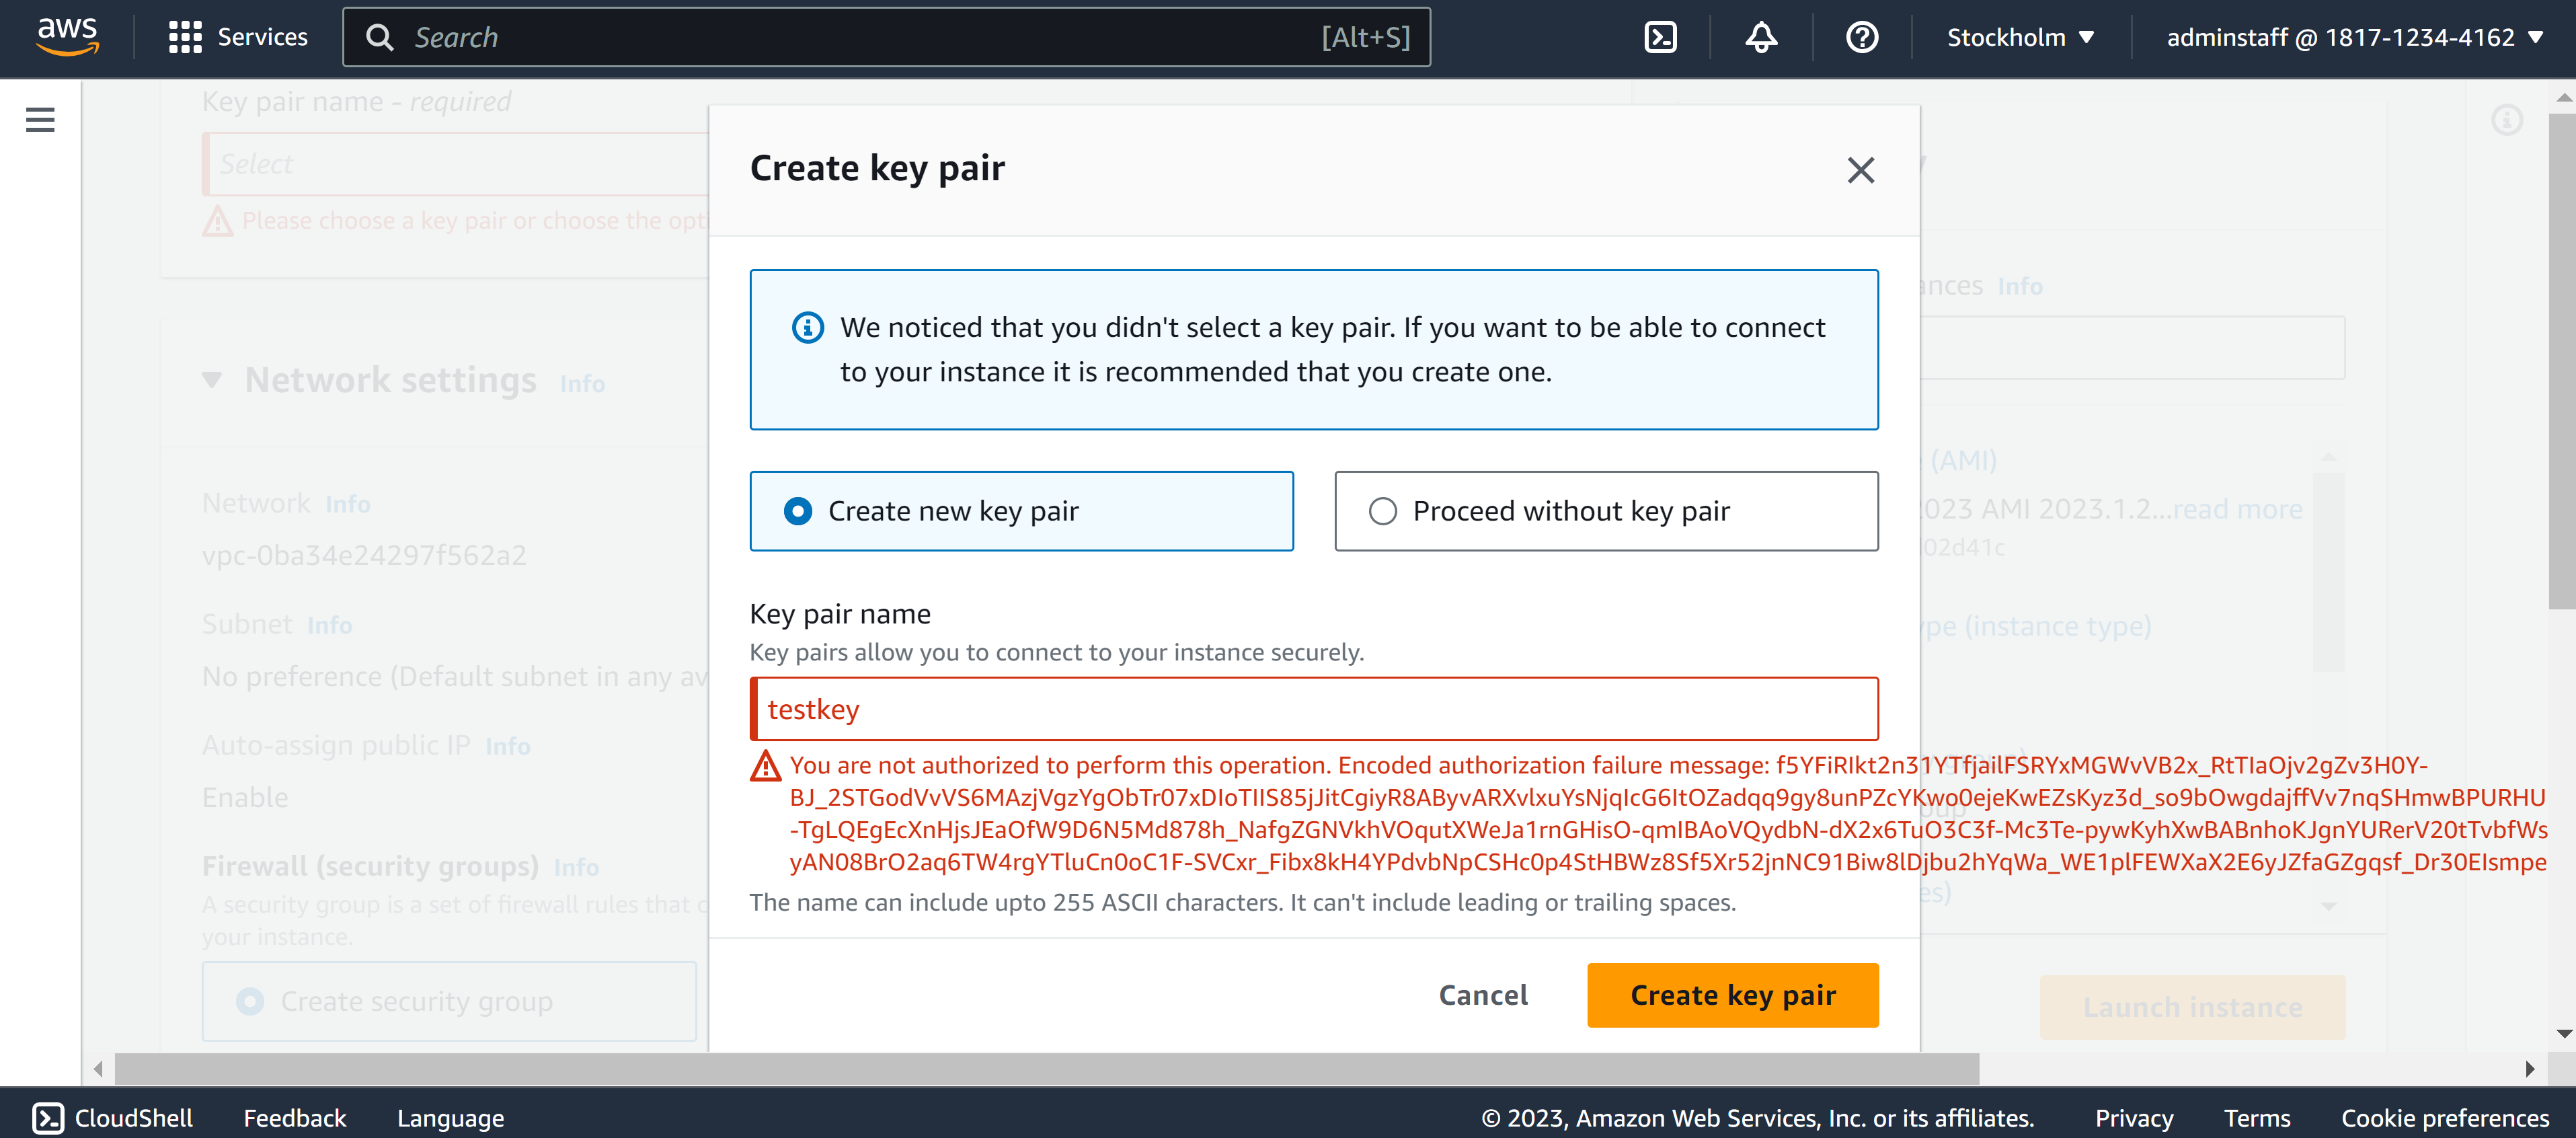 aws
Services
Search
[Alt+S]
Stockholm
adminstaff @ 1817-1234-4162
Key pair name - required
Select
Please choose a key pair or choose the opti
Network settings Info
Network Info
vpc-0ba34e24297f562a2
Subnet Info
No preference (Default subnet in any av
Auto-assign public IP Info
Enable
Firewall (security groups) Info
A security group is a set of firewall rules that c
your instance.
Create security group
Create key pair
We noticed that you didn't select a key pair. If you want to be able to connect
to your instance it is recommended that you create one.
Create new key pair
Proceed without key pair
Key pair name
Key pairs allow you to connect to your instance securely.
testkey
You are not authorized to perform this operation. Encoded authorization failure message: f5YFiRIkt2n31YTfjailFSRYxMGWvVB2x_RtTIaOjv2gZv3H0Y-
BJ_2STGodVvVS6MAzjVgzYgObTr07xDIoTIIS85jJitCgiyR8AByvARXvlxuYsNjqIcG6ItOZadqq9gy8unPZcYKwo0ejeKwEZsKyz3d_so9bOwgdajffVv7nqSHmwBPURHU
-TgLQEgEcXnHjsJEaOfW9D6N5Md878h_NafgZGNVkhVOqutXWeJa1rnGHisO-qmIBAoVQydbN-dX2x6TuO3C3f-Mc3Te-pywKyhXwBABnhoKJgnYURerV20tTvbfWs
yAN08BrO2aq6TW4rgYTluCn0oC1F-SVCxr_Fibx8kH4YPdvbNpCSHc0p4StHBWz8Sf5Xr52jnNC91Biw8lDjbu2hYqWa_WE1plFEWXaX2E6yJZfaGZgqsf_Dr30EIsmpe
The name can include upto 255 ASCII characters. It can't include leading or trailing spaces.
Cancel
Create key pair
ances Info
(AMI)
2023 AMI 2023.1.2...read more
02d41c
ype (instance type)
es)
Launch instance
CloudShell
Feedback
Language
© 2023, Amazon Web Services, Inc. or its affiliates.
Privacy
Terms
Cookie preferences